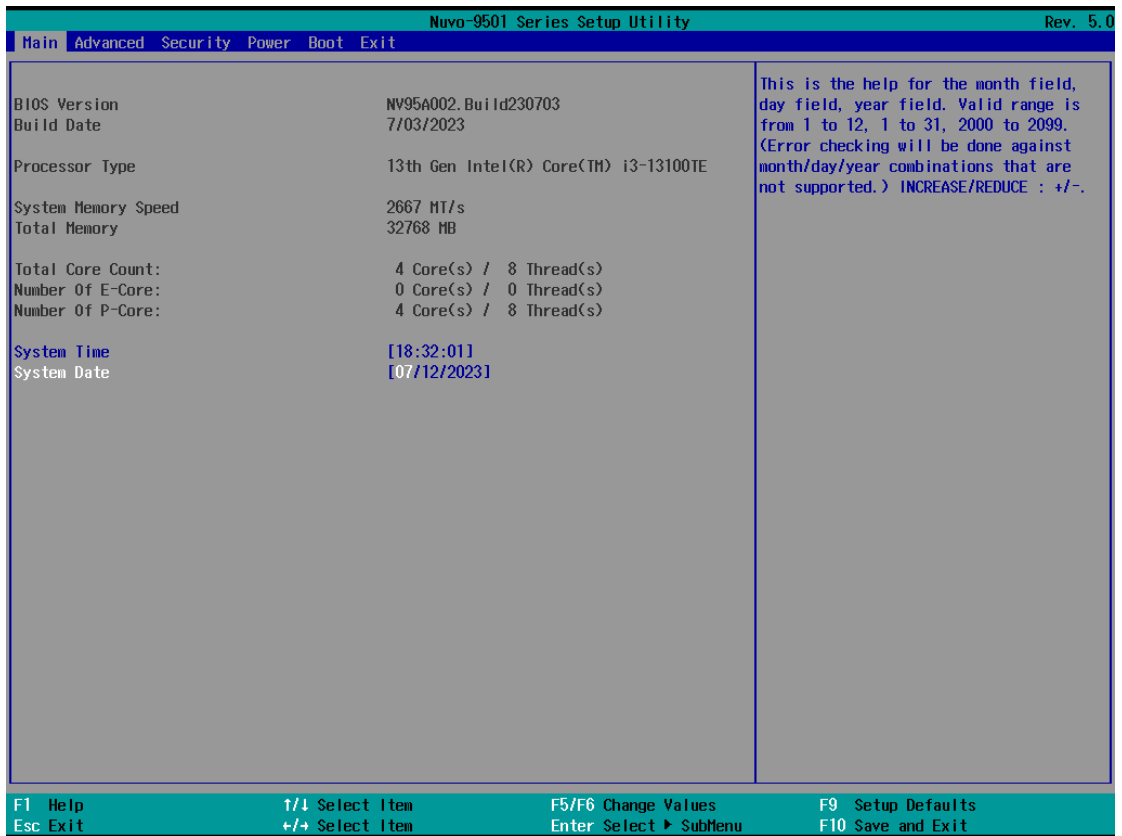 Nuvo-9501 Series Setup Utility Rev. 5.0
Main Advanced Security Power Boot Exit
BIOS Version NV95A002.Build230703
Build Date 7/03/2023
Processor Type 13th Gen Intel(R) Core(TM) i3-13100TE
System Memory Speed 2667 MT/s
Total Memory 32768 MB
Total Core Count: 4 Core(s) / 8 Thread(s)
Number Of E-Core: 0 Core(s) / 0 Thread(s)
Number Of P-Core: 4 Core(s) / 8 Thread(s)
System Time [18:32:01]
System Date [07/12/2023]
This is the help for the month field,
day field, year field. Valid range is
from 1 to 12, 1 to 31, 2000 to 2099.
(Error checking will be done against
month/day/year combinations that are
not supported.) INCREASE/REDUCE : +/-.
F1 Help ↑/↓ Select Item F5/F6 Change Values F9 Setup Defaults
Esc Exit ←/→ Select Item Enter Select ▶ SubMenu F10 Save and Exit